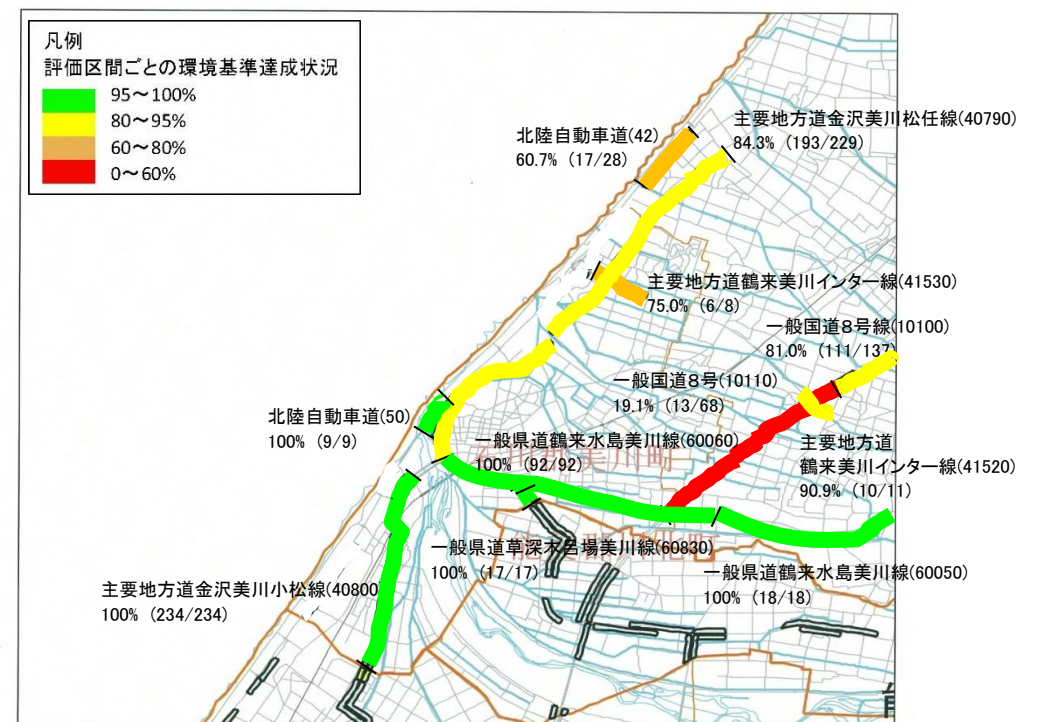 凡例
評価区間ごとの環境基準達成状況
95～100%
80～95%
60～80%
0～60%
主要地方道金沢美川松任線(40790)
84.3% (193/229)
北陸自動車道(42)
60.7% (17/28)
主要地方道鶴来美川インター線(41530)
75.0% (6/8)
一般国道８号線(10100)
81.0% (111/137)
一般国道８号(10110)
19.1% (13/68)
北陸自動車道(50)
100% (9/9)
一般県道鶴来水島美川線(60060)
100% (92/92)
主要地方道
鶴来美川インター線(41520)
90.9% (10/11)
一般県道草深木呂場美川線(60830)
100% (17/17)
一般県道鶴来水島美川線(60050)
100% (18/18)
主要地方道金沢美川小松線(40800)
100% (234/234)